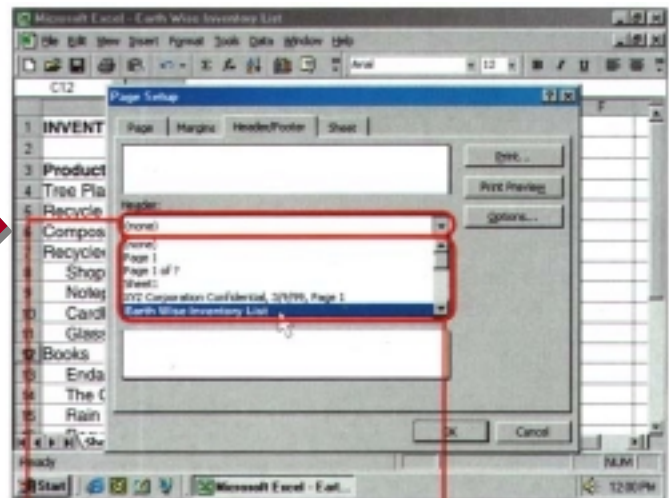 Microsoft Excel - Earth Wise Inventory List
File Edit View Insert Format Tools Data Window Help
Arial 12 B I U
C12
Page Setup
F
Page Margins Header/Footer Sheet
1 INVENT
2
3 Product
4 Tree Pla
5 Recycle
6 Compos
7 Recycle
8 Shop
9 Notep
10 Card
11 Glass
12 Books
13 Enda
14 The
15 Rain
Print...
Print Preview
Options...
Header:
(none)
(none)
Page 1
Page 1 of ?
Sheet1
XYZ Corporation Confidential, 3/9/99, Page 1
Earth Wise Inventory List
OK Cancel
Ready
NUM
Start Microsoft Excel - Eart... 12:00 PM